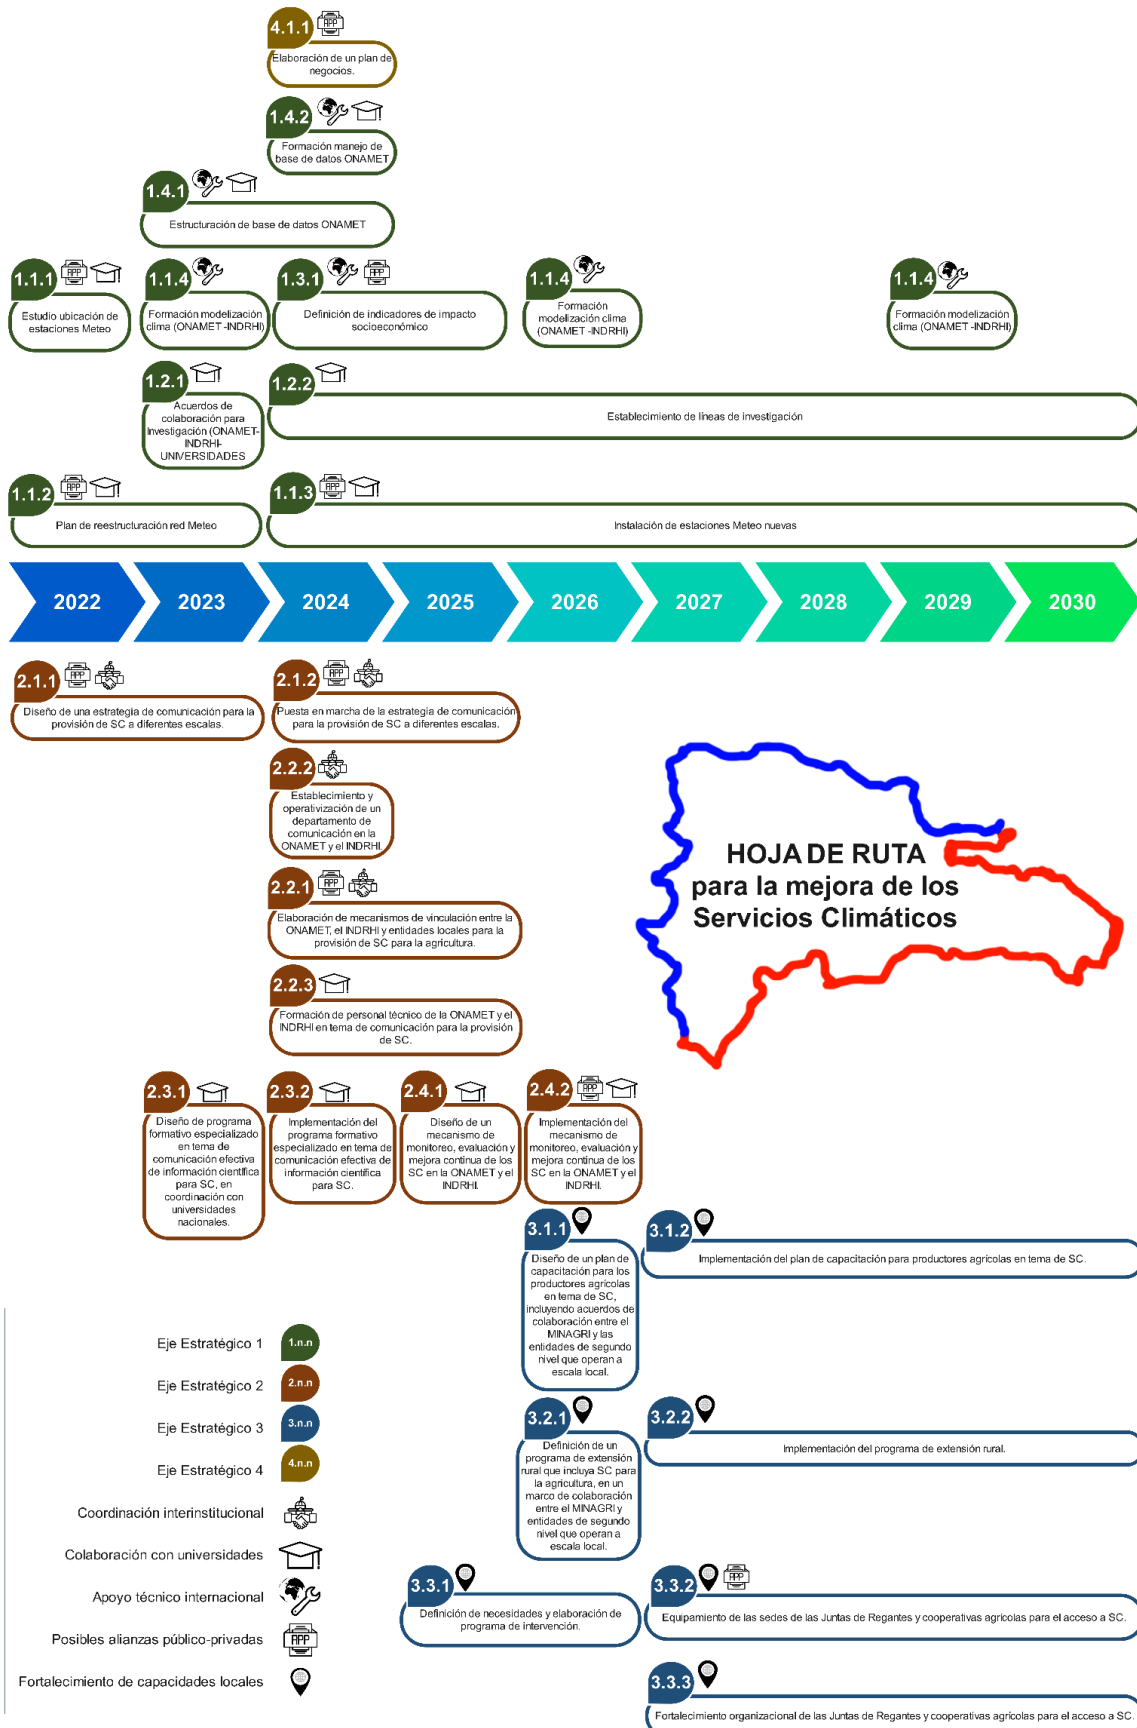 4.1.1
APP
Elaboración de un plan de
negocios.
1.4.2
Formación manejo de
base de datos ONAMET
1.4.1
Estructuración de base de datos ONAMET
1.1.1
APP
Estudio ubicación de
estaciones Meteo
1.1.4
Formación modelización
clima (ONAMET -INDRHI)
1.3.1
APP
Definición de indicadores de impacto
socioeconómico
1.1.4
Formación
modelización clima
(ONAMET -INDRHI)
1.1.4
Formación modelización
clima (ONAMET -INDRHI)
1.2.1
Acuerdos de
colaboración para
Investigación (ONAMET-
INDRHI-
UNIVERSIDADES
1.2.2
Establecimiento de líneas de investigación
1.1.2
APP
Plan de reestructuración red Meteo
1.1.3
APP
Instalación de estaciones Meteo nuevas
2022
2023
2024
2025
2026
2027
2028
2029
2030
2.1.1
APP
Diseño de una estrategia de comunicación para la
provisión de SC a diferentes escalas.
2.1.2
APP
Puesta en marcha de la estrategia de comunicación
para la provisión de SC a diferentes escalas.
2.2.2
Establecimiento y
operativización de un
departamento de
comunicación en la
ONAMET y el INDRHI.
2.2.1
APP
Elaboración de mecanismos de vinculación entre la
ONAMET, el INDRHI y entidades locales para la
provisión de SC para la agricultura.
HOJA DE RUTA
para la mejora de los
Servicios Climáticos
2.2.3
Formación de personal técnico de la ONAMET y el
INDRHI en tema de comunicación para la provisión
de SC.
2.3.1
Diseño de programa
formativo especializado
en tema de
comunicación efectiva
de información científica
para SC, en
coordinación con
universidades
nacionales.
2.3.2
Implementación del
programa formativo
especializado en tema de
comunicación efectiva de
información científica
para SC.
2.4.1
Diseño de un
mecanismo de
monitoreo, evaluación y
mejora continua de los
SC en la ONAMET y el
INDRHI.
2.4.2
APP
Implementación del
mecanismo de
monitoreo, evaluación y
mejora continua de los
SC en la ONAMET y el
INDRHI.
3.1.1
Diseño de un plan de
capacitación para los
productores agrícolas
en tema de SC,
incluyendo acuerdos de
colaboración entre el
MINAGRI y las
entidades de segundo
nivel que operan a
escala local.
3.1.2
Implementación del plan de capacitación para productores agrícolas en tema de SC.
3.2.1
Definición de un
programa de extensión
rural que incluya SC para
la agricultura, en un
marco de colaboración
entre el MINAGRI y
entidades de segundo
nivel que operan a
escala local.
3.2.2
Implementación del programa de extensión rural.
3.3.1
Definición de necesidades y elaboración de
programa de intervención.
3.3.2
APP
Equipamiento de las sedes de las Juntas de Regantes y cooperativas agrícolas para el acceso a SC.
3.3.3
Fortalecimiento organizacional de las Juntas de Regantes y cooperativas agrícolas para el acceso a SC.
Eje Estratégico 1
1.n.n
Eje Estratégico 2
2.n.n
Eje Estratégico 3
3.n.n
Eje Estratégico 4
4.n.n
Coordinación interinstitucional
Colaboración con universidades
Apoyo técnico internacional
Posibles alianzas público-privadas
APP
Fortalecimiento de capacidades locales